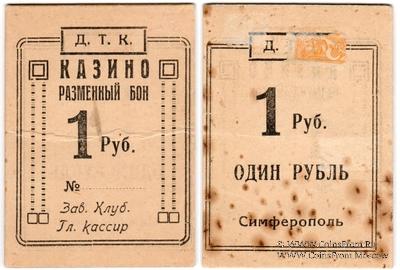 Д. Т. К.
КАЗИНО
РАЗМЕННЫЙ БОН
1 Руб.
№
Зав. Клуб.
Гл. Кассир
Д.
1 Руб.
ОДИН РУБЛЬ
Симферополь